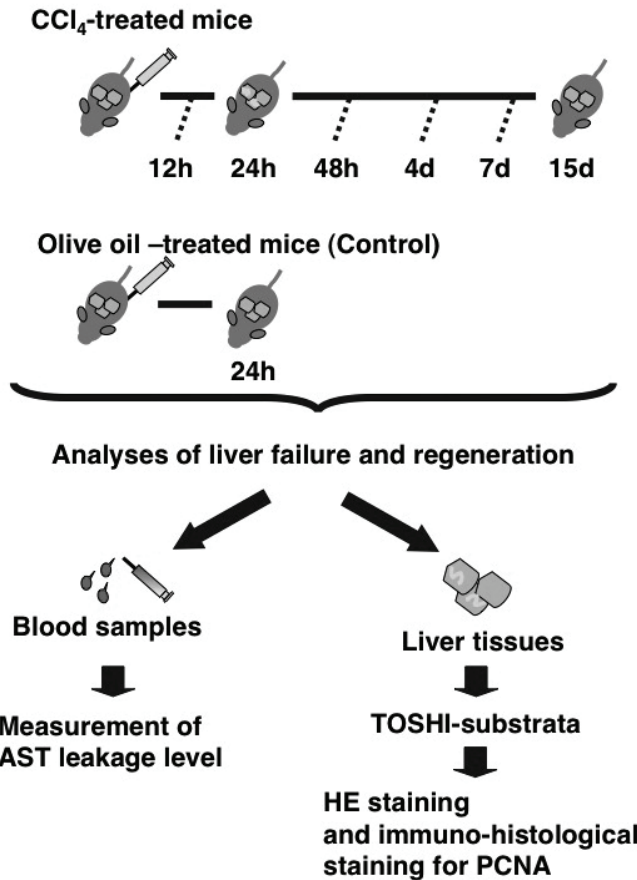 CCl4-treated mice
12h 24h 48h 4d 7d 15d
Olive oil –treated mice (Control)
24h
Analyses of liver failure and regeneration
Blood samples
Liver tissues
Measurement of
AST leakage level
TOSHI-substrata
HE staining
and immuno-histological
staining for PCNA